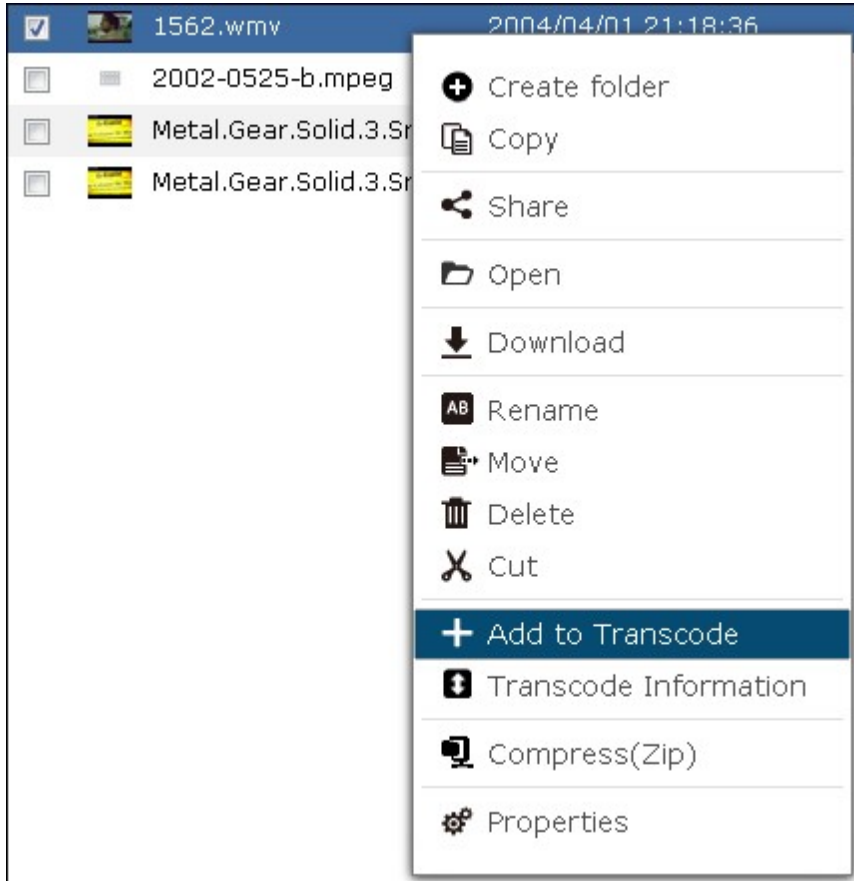 1562.wmv 2004/04/01 21:18:36
2002-0525-b.mpeg
Metal.Gear.Solid.3.Sr
Metal.Gear.Solid.3.Sr
Create folder
Copy
Share
Open
Download
AB Rename
Move
Delete
Cut
Add to Transcode
Transcode Information
Compress(Zip)
Properties